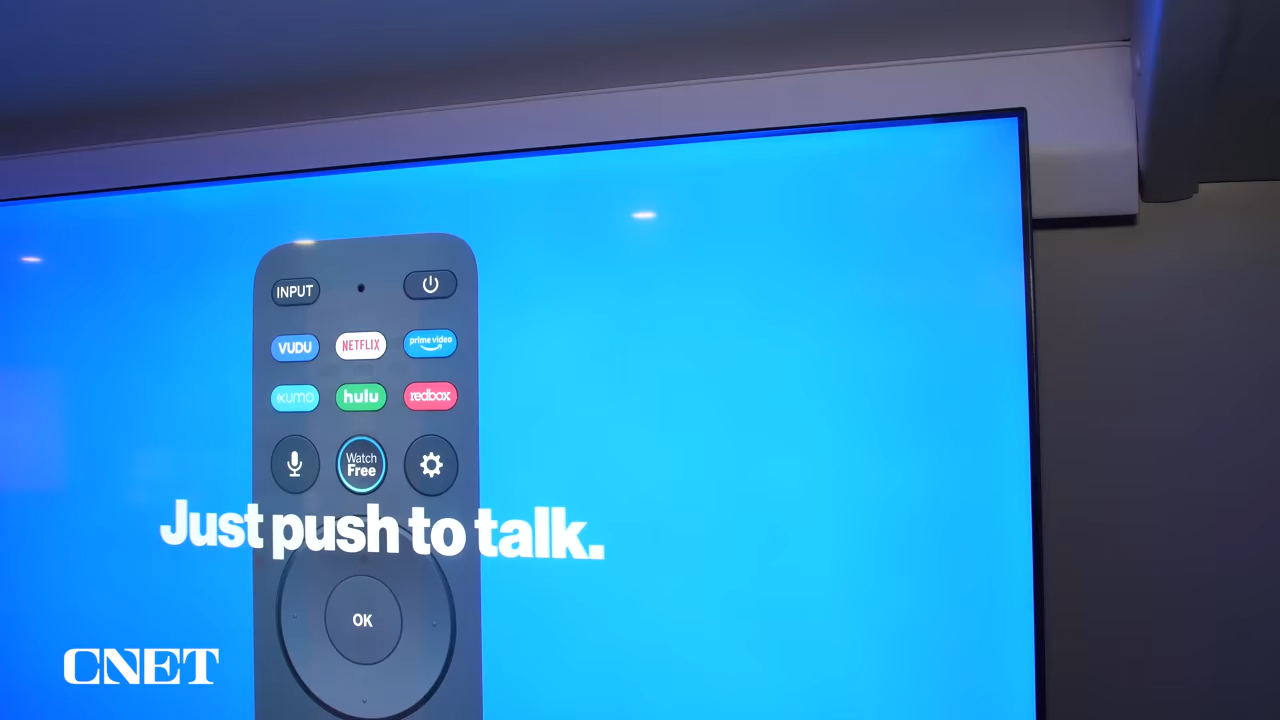 INPUT
VUDU NETFLIX prime video
xumo hulu redbox
Watch
Free
Just push to talk.
OK
CNET